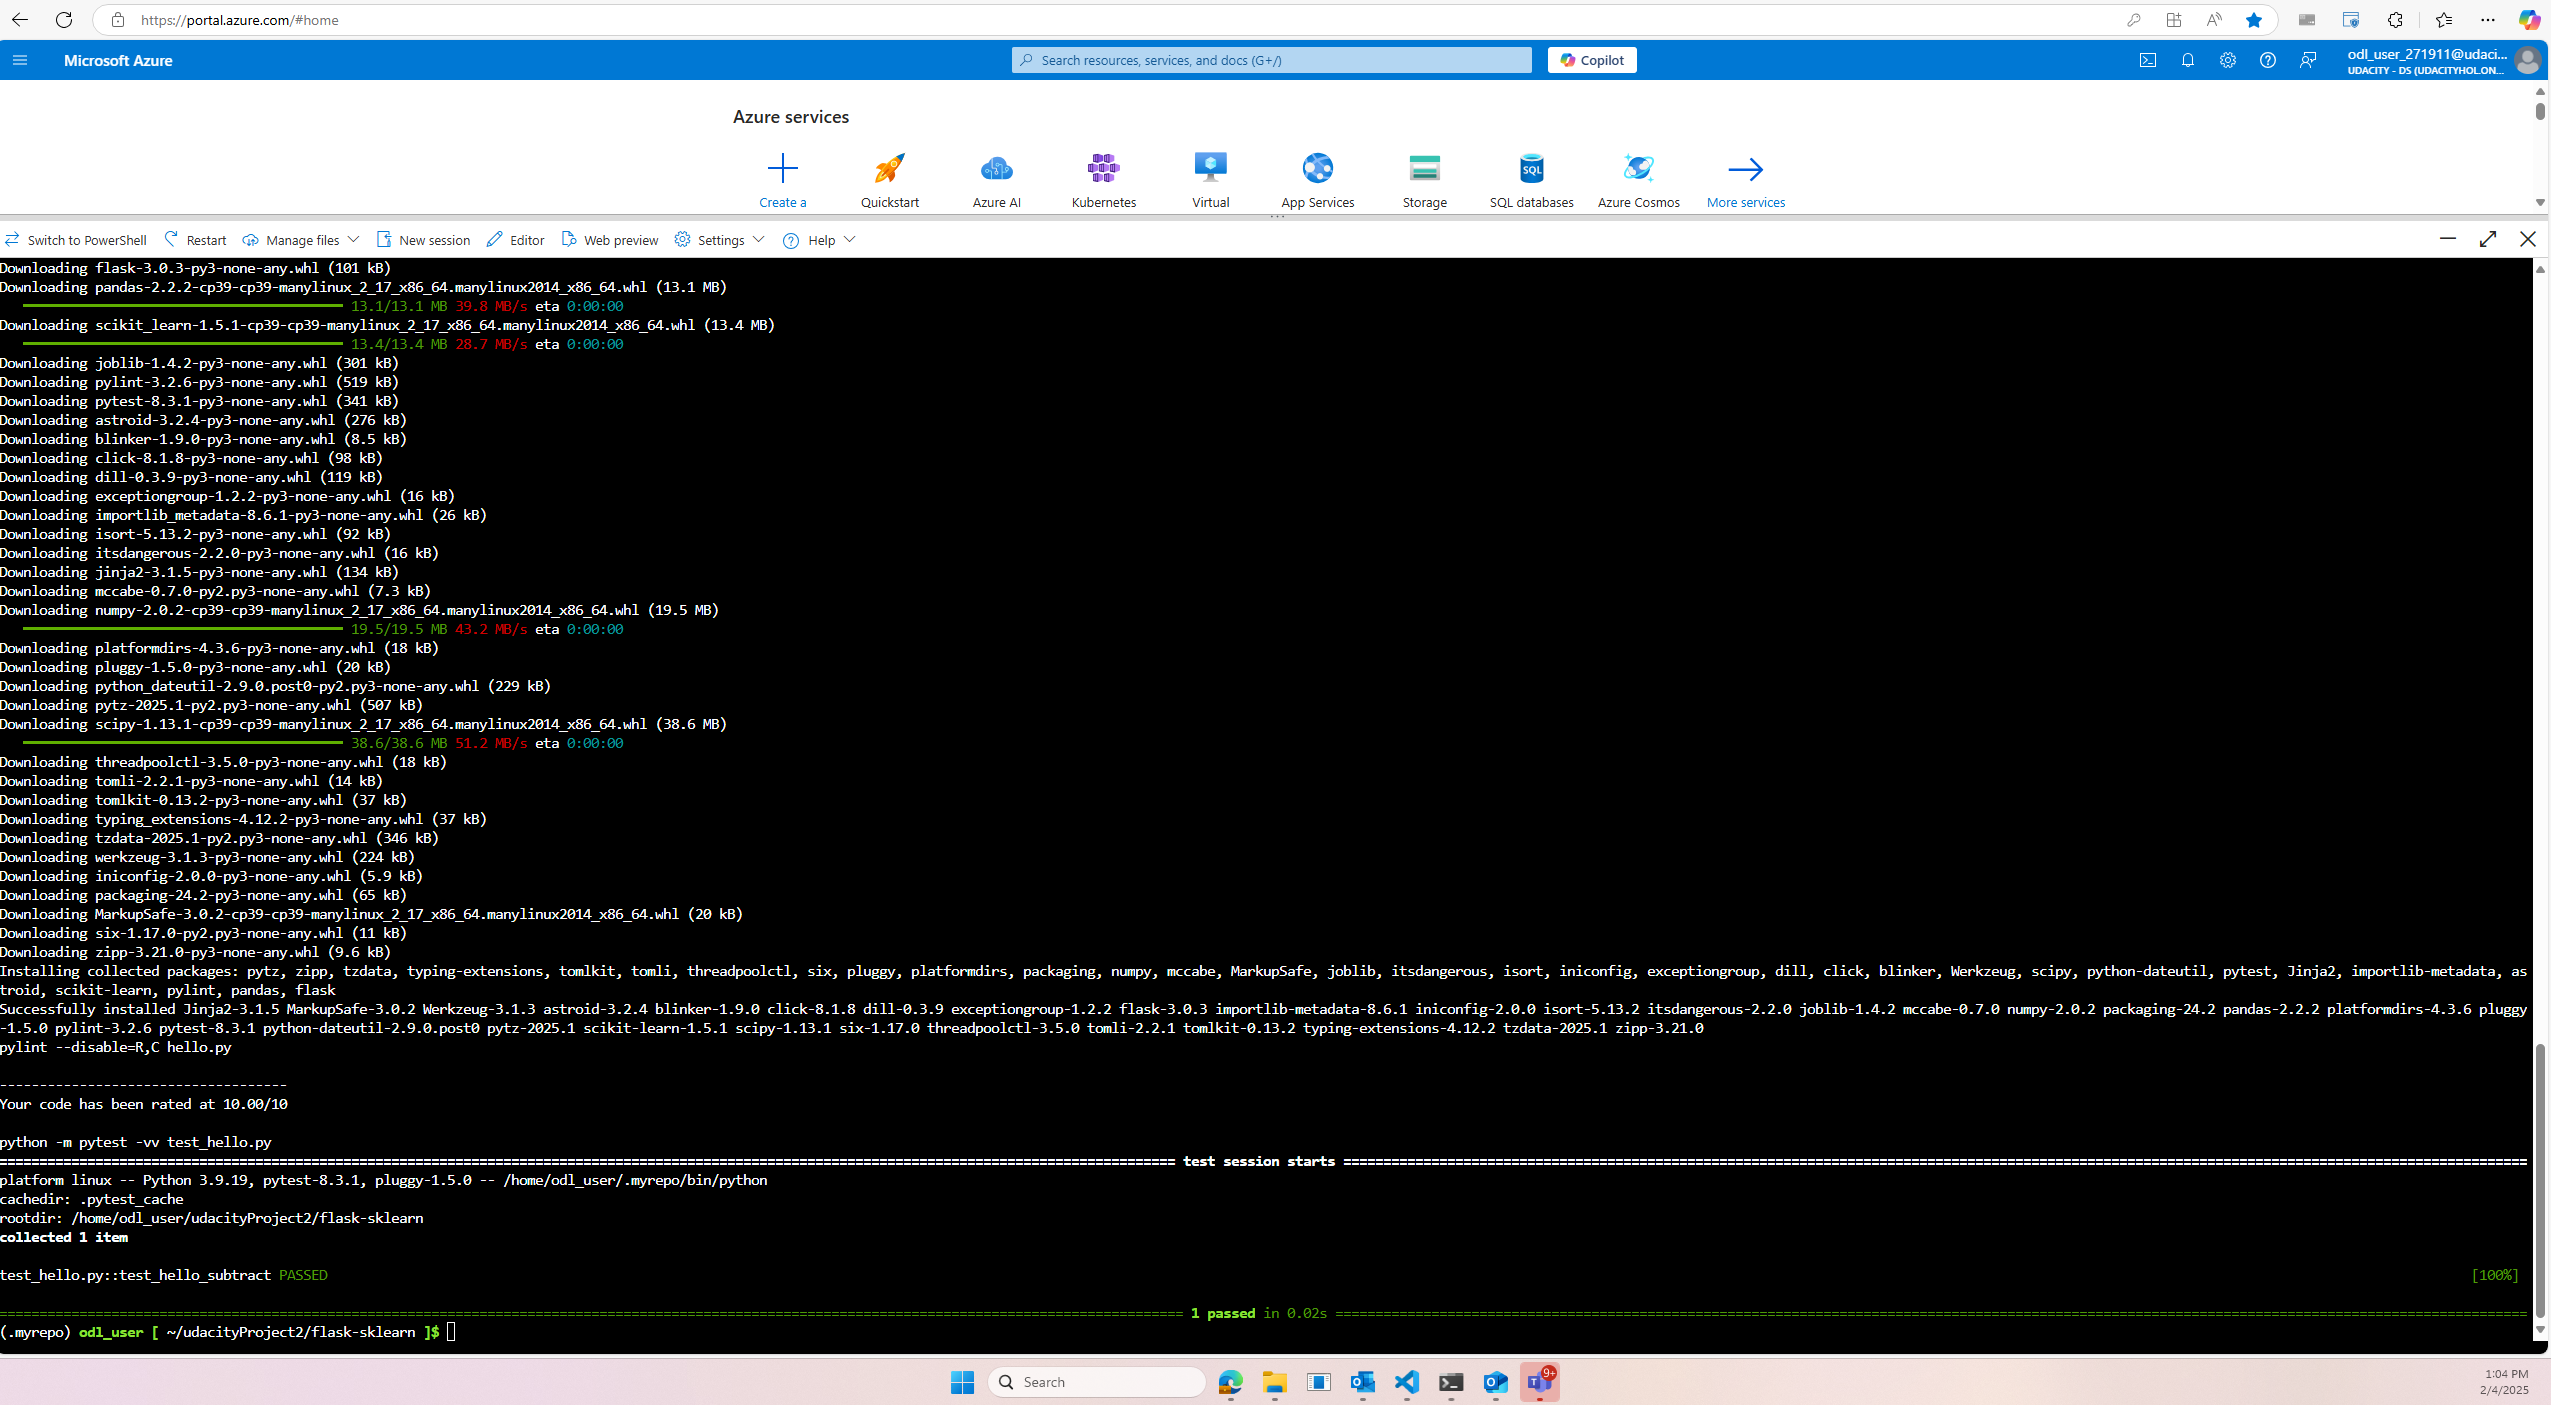 https://portal.azure.com/#home
Microsoft Azure
Search resources, services, and docs (G+/)
Copilot
odl_user_271911@udaci...
UDACITY - DS (UDACITYHOL.ON...
Azure services
Create a
Quickstart
Azure AI
Kubernetes
Virtual
App Services
Storage
SQL
SQL databases
Azure Cosmos
More services
Switch to PowerShell Restart Manage files New session Editor Web preview Settings Help
Downloading flask-3.0.3-py3-none-any.whl (101 kB)
Downloading pandas-2.2.2-cp39-cp39-manylinux_2_17_x86_64.manylinux2014_x86_64.whl (13.1 MB)
13.1/13.1 MB 39.8 MB/s eta 0:00:00
Downloading scikit_learn-1.5.1-cp39-cp39-manylinux_2_17_x86_64.manylinux2014_x86_64.whl (13.4 MB)
13.4/13.4 MB 28.7 MB/s eta 0:00:00
Downloading joblib-1.4.2-py3-none-any.whl (301 kB)
Downloading pylint-3.2.6-py3-none-any.whl (519 kB)
Downloading pytest-8.3.1-py3-none-any.whl (341 kB)
Downloading astroid-3.2.4-py3-none-any.whl (276 kB)
Downloading blinker-1.9.0-py3-none-any.whl (8.5 kB)
Downloading click-8.1.8-py3-none-any.whl (98 kB)
Downloading dill-0.3.9-py3-none-any.whl (119 kB)
Downloading exceptiongroup-1.2.2-py3-none-any.whl (16 kB)
Downloading importlib_metadata-8.6.1-py3-none-any.whl (26 kB)
Downloading isort-5.13.2-py3-none-any.whl (92 kB)
Downloading itsdangerous-2.2.0-py3-none-any.whl (16 kB)
Downloading jinja2-3.1.5-py3-none-any.whl (134 kB)
Downloading mccabe-0.7.0-py2.py3-none-any.whl (7.3 kB)
Downloading numpy-2.0.2-cp39-cp39-manylinux_2_17_x86_64.manylinux2014_x86_64.whl (19.5 MB)
19.5/19.5 MB 43.2 MB/s eta 0:00:00
Downloading platformdirs-4.3.6-py3-none-any.whl (18 kB)
Downloading pluggy-1.5.0-py3-none-any.whl (20 kB)
Downloading python_dateutil-2.9.0.post0-py2.py3-none-any.whl (229 kB)
Downloading pytz-2025.1-py2.py3-none-any.whl (507 kB)
Downloading scipy-1.13.1-cp39-cp39-manylinux_2_17_x86_64.manylinux2014_x86_64.whl (38.6 MB)
38.6/38.6 MB 51.2 MB/s eta 0:00:00
Downloading threadpoolctl-3.5.0-py3-none-any.whl (18 kB)
Downloading tomli-2.2.1-py3-none-any.whl (14 kB)
Downloading tomlkit-0.13.2-py3-none-any.whl (37 kB)
Downloading typing_extensions-4.12.2-py3-none-any.whl (37 kB)
Downloading tzdata-2025.1-py2.py3-none-any.whl (346 kB)
Downloading werkzeug-3.1.3-py3-none-any.whl (224 kB)
Downloading iniconfig-2.0.0-py3-none-any.whl (5.9 kB)
Downloading packaging-24.2-py3-none-any.whl (65 kB)
Downloading MarkupSafe-3.0.2-cp39-cp39-manylinux_2_17_x86_64.manylinux2014_x86_64.whl (20 kB)
Downloading six-1.17.0-py2.py3-none-any.whl (11 kB)
Downloading zipp-3.21.0-py3-none-any.whl (9.6 kB)
Installing collected packages: pytz, zipp, tzdata, typing-extensions, tomlkit, tomli, threadpoolctl, six, pluggy, platformdirs, packaging, numpy, mccabe, MarkupSafe, joblib, itsdangerous, isort, iniconfig, exceptiongroup, dill, click, blinker, Werkzeug, scipy, python-dateutil, pytest, Jinja2, importlib-metadata, as
troid, scikit-learn, pylint, pandas, flask
Successfully installed Jinja2-3.1.5 MarkupSafe-3.0.2 Werkzeug-3.1.3 astroid-3.2.4 blinker-1.9.0 click-8.1.8 dill-0.3.9 exceptiongroup-1.2.2 flask-3.0.3 importlib-metadata-8.6.1 iniconfig-2.0.0 isort-5.13.2 itsdangerous-2.2.0 joblib-1.4.2 mccabe-0.7.0 numpy-2.0.2 packaging-24.2 pandas-2.2.2 platformdirs-4.3.6 pluggy
-1.5.0 pylint-3.2.6 pytest-8.3.1 python-dateutil-2.9.0.post0 pytz-2025.1 scikit-learn-1.5.1 scipy-1.13.1 six-1.17.0 threadpoolctl-3.5.0 tomli-2.2.1 tomlkit-0.13.2 typing-extensions-4.12.2 tzdata-2025.1 zipp-3.21.0
pylint --disable=R,C hello.py
------------------------------------
Your code has been rated at 10.00/10
python -m pytest -vv test_hello.py
test session starts
platform linux -- Python 3.9.19, pytest-8.3.1, pluggy-1.5.0 -- /home/odl_user/.myrepo/bin/python
cachedir: .pytest_cache
rootdir: /home/odl_user/udacityProject2/flask-sklearn
collected 1 item
test_hello.py::test_hello_subtract PASSED [100%]
1 passed in 0.02s
(.myrepo) odl_user [ ~/udacityProject2/flask-sklearn ]$
Search
9+
1:04 PM
2/4/2025